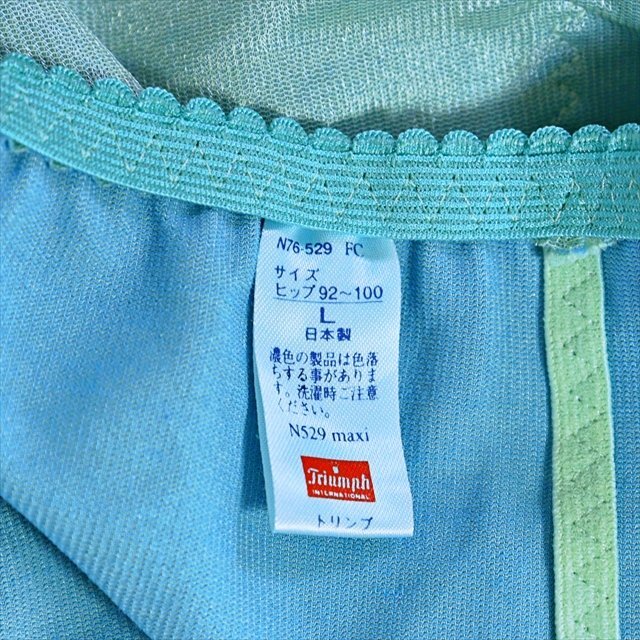 N76-529 FC
サイズ
ヒップ 92～100
L
日本製
濃色の製品は色落
ちする事がありま
す。洗濯時ご注意
ください。
N529 maxi
Triumph
INTERNATIONAL
トリンプ